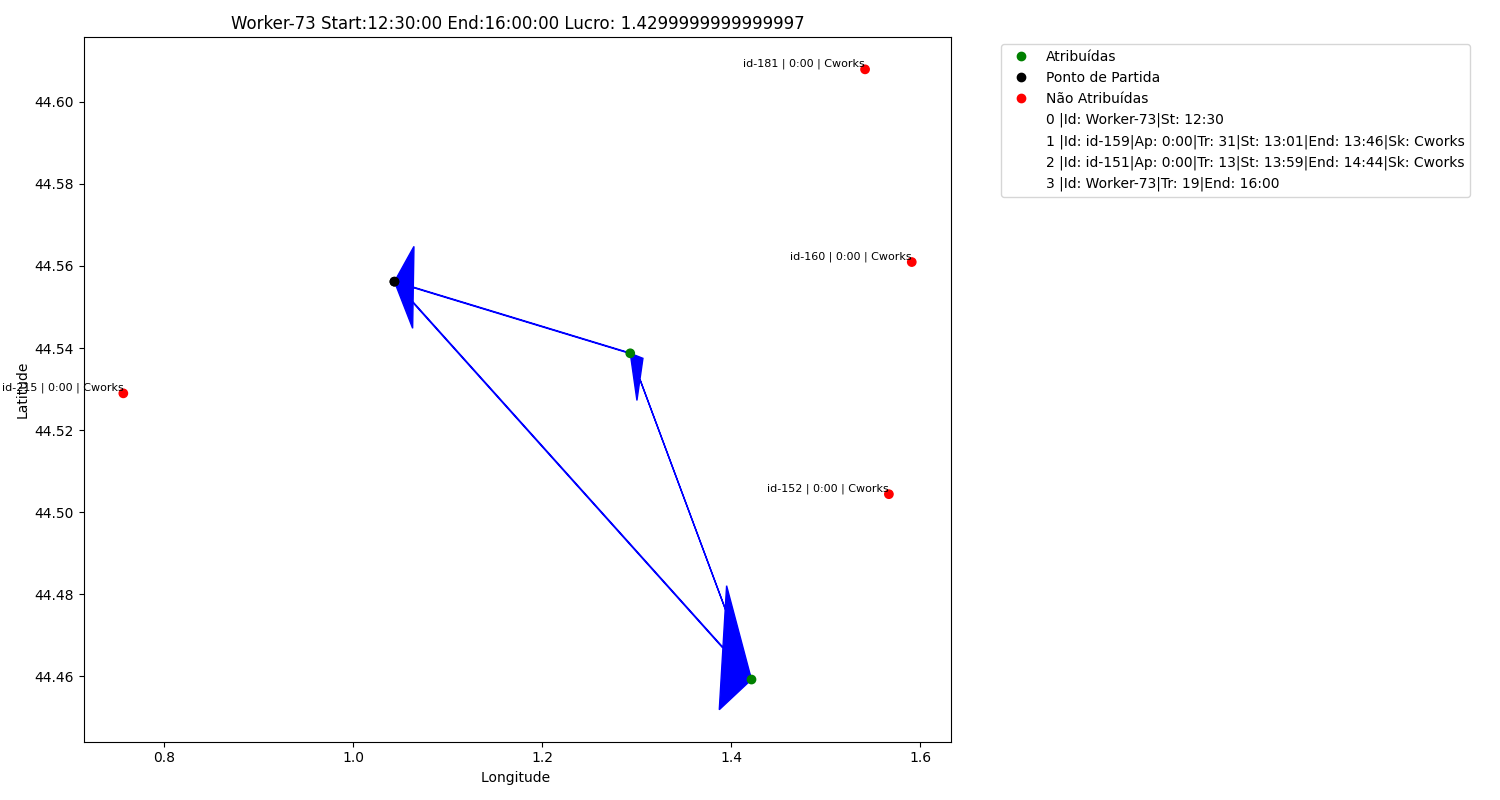 Worker-73 Start:12:30:00 End:16:00:00 Lucro: 1.4299999999999997
Atribuídas
Ponto de Partida
Não Atribuídas
0 |Id: Worker-73|St: 12:30
1 |Id: id-159|Ap: 0:00|Tr: 31|St: 13:01|End: 13:46|Sk: Cworks
2 |Id: id-151|Ap: 0:00|Tr: 13|St: 13:59|End: 14:44|Sk: Cworks
3 |Id: Worker-73|Tr: 19|End: 16:00
id-181 | 0:00 | Cworks
id-160 | 0:00 | Cworks
id-215 | 0:00 | Cworks
id-152 | 0:00 | Cworks
Latitude
44.60
44.58
44.56
44.54
44.52
44.50
44.48
44.46
0.8
1.0
1.2
1.4
1.6
Longitude